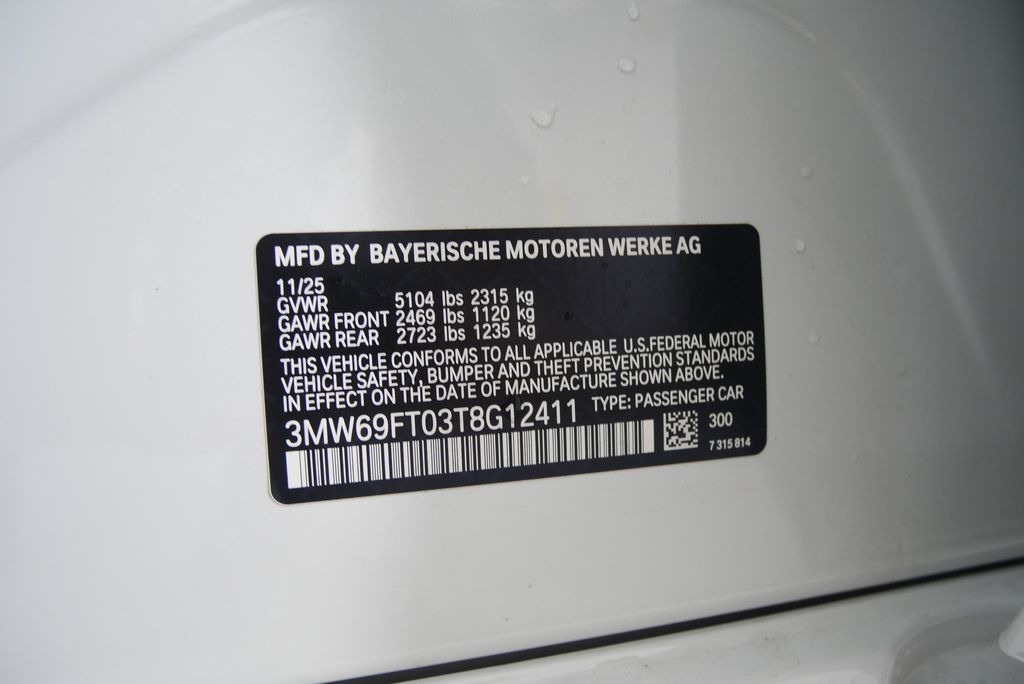 MFD BY BAYERISCHE MOTOREN WERKE AG
11/25
GVWR 5104 lbs 2315 kg
GAWR FRONT 2469 lbs 1120 kg
GAWR REAR 2723 lbs 1235 kg
THIS VEHICLE CONFORMS TO ALL APPLICABLE U.S.FEDERAL MOTOR
VEHICLE SAFETY, BUMPER AND THEFT PREVENTION STANDARDS
IN EFFECT ON THE DATE OF MANUFACTURE SHOWN ABOVE.
3MW69FT03T8G12411 TYPE: PASSENGER CAR
300
7 315 814